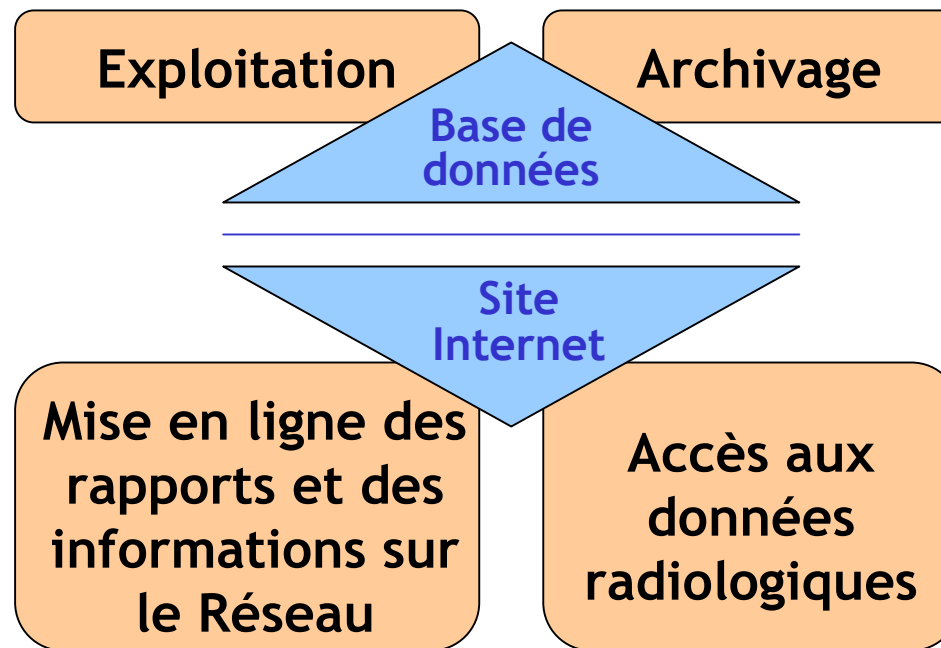 Exploitation
Archivage
Base de
données
Site
Internet
Mise en ligne des
rapports et des
informations sur
le Réseau
Accès aux
données
radiologiques